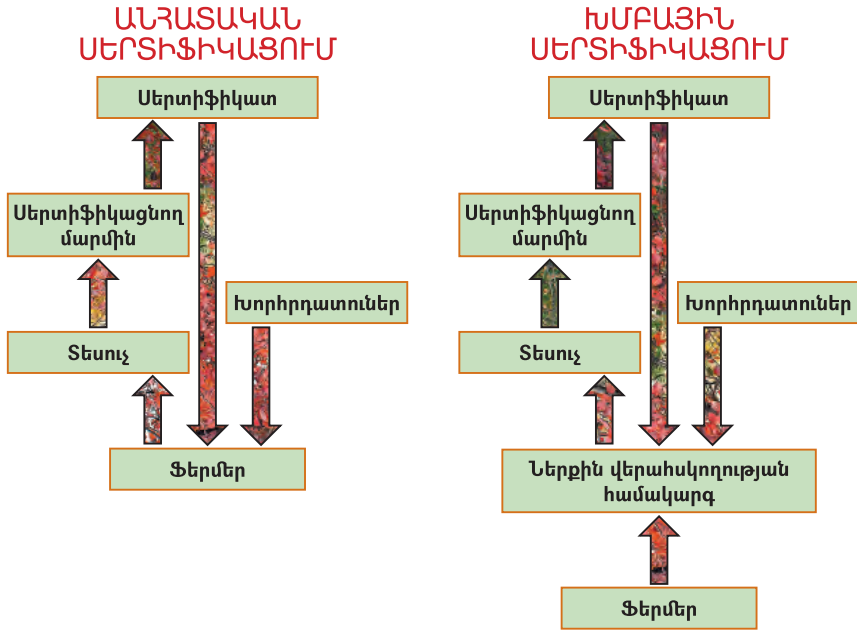 ԱՆՀԱՏԱԿԱՆ
ՍԵՐՏԻՖԻԿԱՑՈՒՄ
Սերտիֆիկատ
Սերտիֆիկացնող
մարմին
Խորհրդատուներ
Տեսուչ
Ֆերմեր
ԽՄԲԱՅԻՆ
ՍԵՐՏԻՖԻԿԱՑՈՒՄ
Սերտիֆիկատ
Սերտիֆիկացնող
մարմին
Խորհրդատուներ
Տեսուչ
Ներքին վերահսկողության
համակարգ
Ֆերմեր